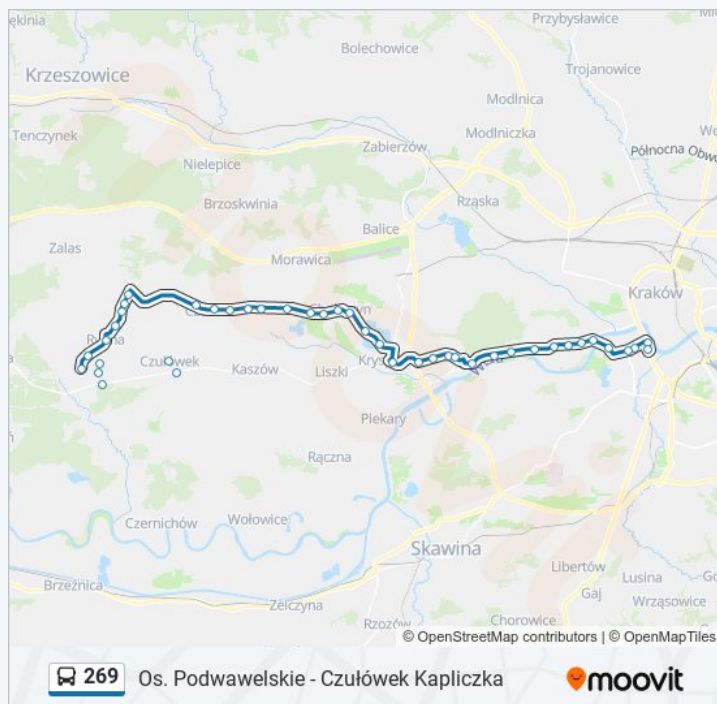 ękinia
Przybysławice
Bolechowice
Krzeszowice
Trojanowice
Modlnica
Tenczynek
Modlniczka
Zabierzów
Północna Obw
Nielepice
Brzoskwinia
Rząska
Balice
Zalas
Morawica
Kraków
Czułówek
Kaszów
Liszki
Piekary
Rączna
Czernichów
Wołowice
Skawina
Libertów
Brzeźnica
Lusina
Gaj
Zelczyna
Wrząsowice
Rzozów
Chorowice
© OpenStreetMap contributors | © OpenMapTiles
269 Os. Podwawelskie - Czułówek Kapliczka moovit